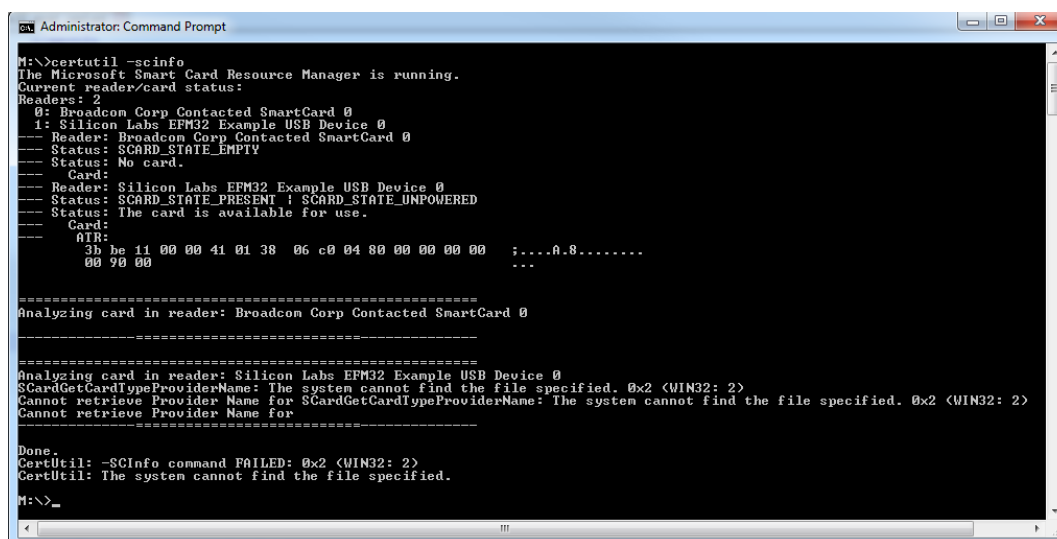 Administrator: Command Prompt
M:\>certutil -scinfo
The Microsoft Smart Card Resource Manager is running.
Current reader/card status:
Readers: 2
  0: Broadcom Corp Contacted SmartCard 0
  1: Silicon Labs EFM32 Example USB Device 0
--- Reader: Broadcom Corp Contacted SmartCard 0
--- Status: SCARD_STATE_EMPTY
--- Status: No card.
---   Card:
--- Reader: Silicon Labs EFM32 Example USB Device 0
--- Status: SCARD_STATE_PRESENT | SCARD_STATE_UNPOWERED
--- Status: The card is available for use.
---   Card:
---    ATR:
        3b be 11 00 00 41 01 38  06 c0 04 80 00 00 00 00   ;....A.8........
        00 90 00                                           ...
=======================================================
Analyzing card in reader: Broadcom Corp Contacted SmartCard 0
--------------===========================--------------
=======================================================
Analyzing card in reader: Silicon Labs EFM32 Example USB Device 0
SCardGetCardTypeProviderName: The system cannot find the file specified. 0x2 (WIN32: 2)
Cannot retrieve Provider Name for SCardGetCardTypeProviderName: The system cannot find the file specified. 0x2 (WIN32: 2)
Cannot retrieve Provider Name for
--------------===========================--------------
Done.
CertUtil: -SCInfo command FAILED: 0x2 (WIN32: 2)
CertUtil: The system cannot find the file specified.
M:\>_